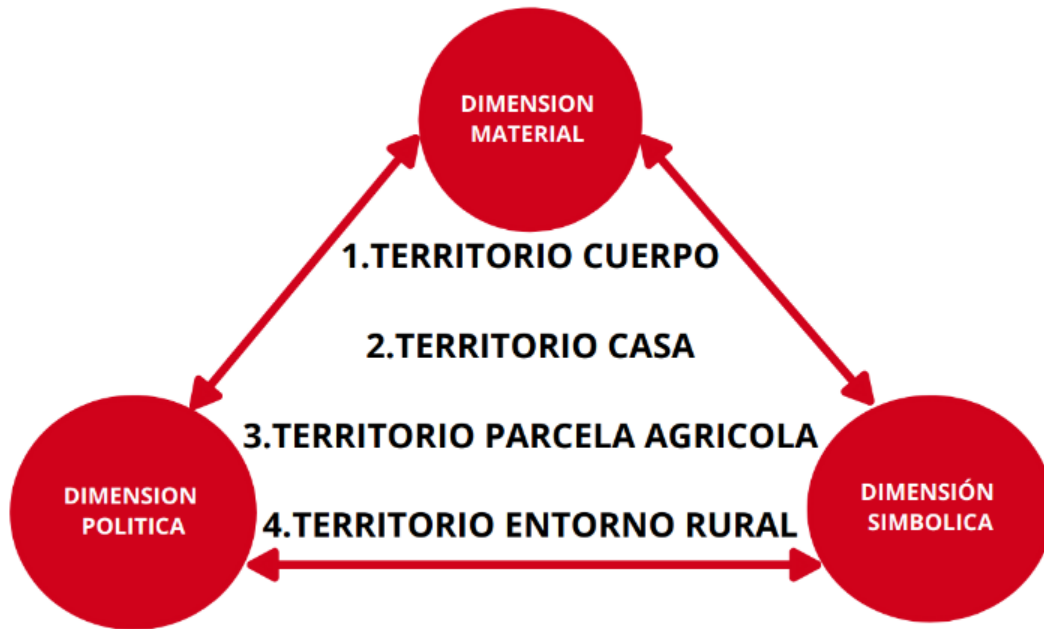 DIMENSION
MATERIAL
1.TERRITORIO CUERPO
2.TERRITORIO CASA
3.TERRITORIO PARCELA AGRICOLA
DIMENSION
POLITICA
4.TERRITORIO ENTORNO RURAL
DIMENSIÓN
SIMBOLICA